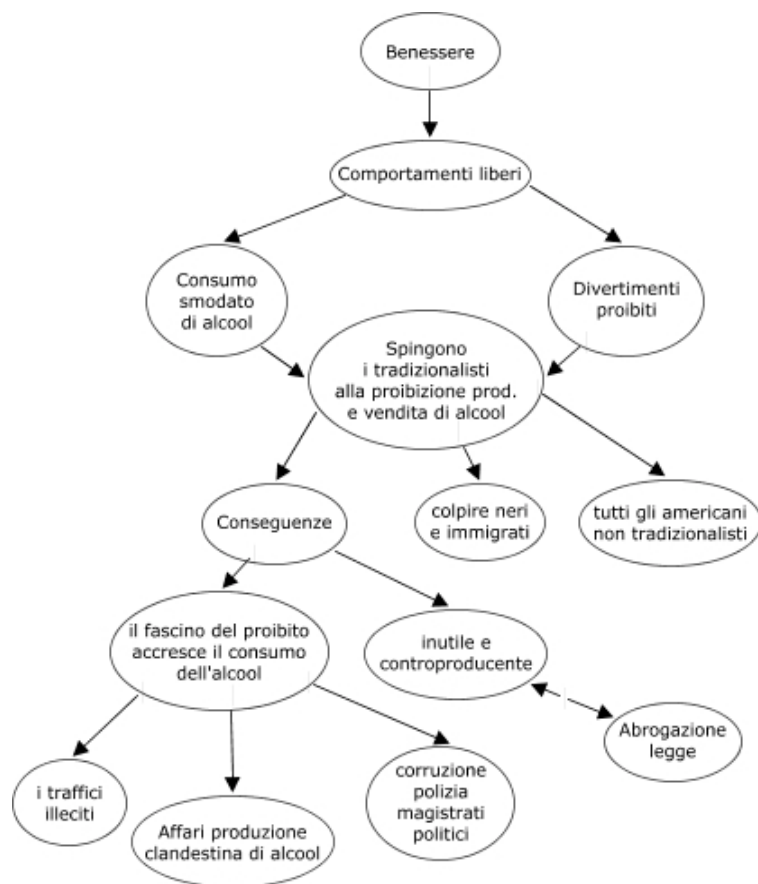 Benessere
Comportamenti liberi
Consumo
smodato
di alcool
Divertimenti
proibiti
Spingono
i tradizionalisti
alla proibizione prod.
e vendita di alcool
Conseguenze
colpire neri
e immigrati
tutti gli americani
non tradizionalisti
il fascino del proibito
accresce il consumo
dell'alcool
inutile e
controproducente
Abrogazione
legge
i traffici
illeciti
Affari produzione
clandestina di alcool
corruzione
polizia
magistrati
politici